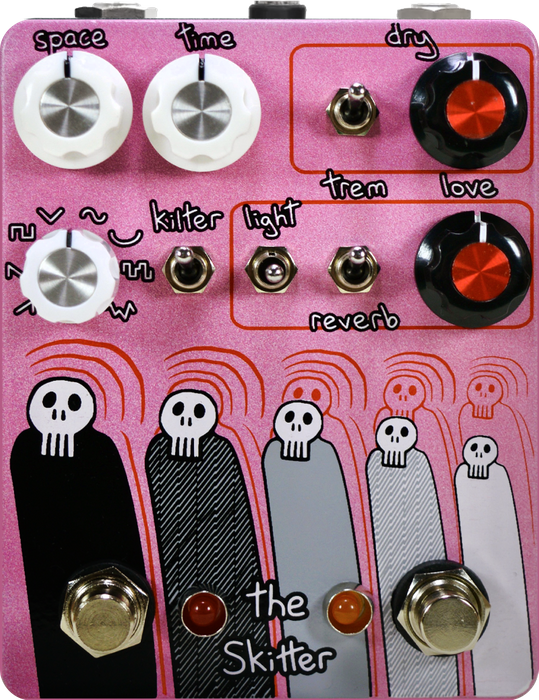 space time dry
trem love
kilter light
reverb
the
Skitter